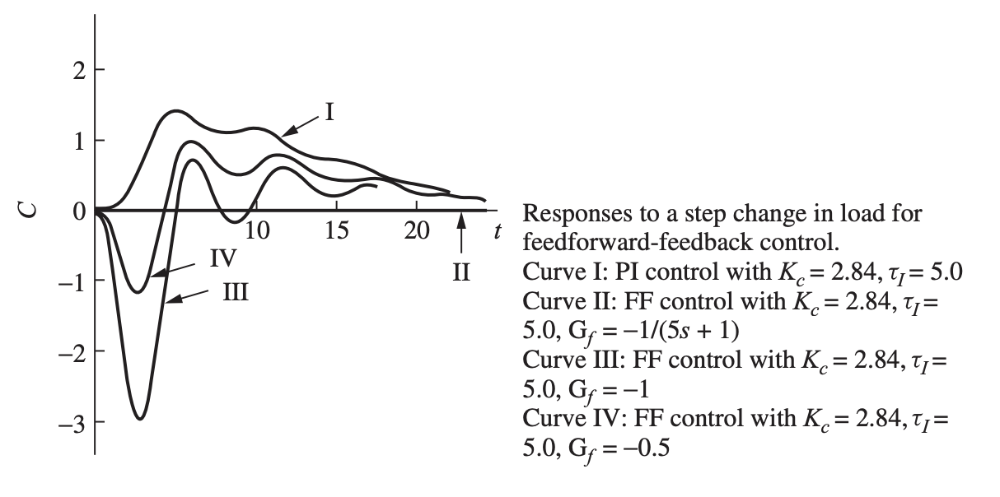 2
1
0
−1
−2
−3
C
10
15
20
t
I
II
III
IV
Responses to a step change in load for
feedforward-feedback control.
Curve I: PI control with K_c = 2.84, τ_I = 5.0
Curve II: FF control with K_c = 2.84, τ_I =
5.0, G_f = −1/(5s + 1)
Curve III: FF control with K_c = 2.84, τ_I =
5.0, G_f = −1
Curve IV: FF control with K_c = 2.84, τ_I =
5.0, G_f = −0.5